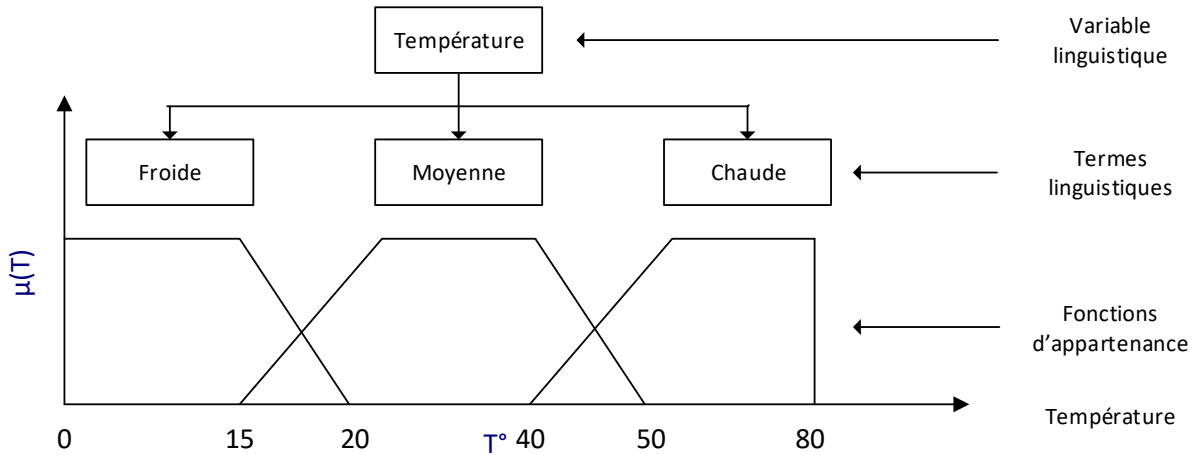 Température
Variable
linguistique
Froide
Moyenne
Chaude
Termes
linguistiques
μ(T)
Fonctions
d’appartenance
Température
0 15 20 T° 40 50 80